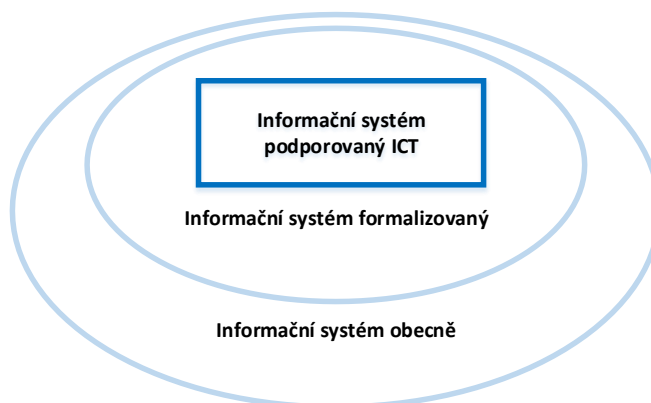 Informační systém
podporovaný ICT
Informační systém formalizovaný
Informační systém obecně